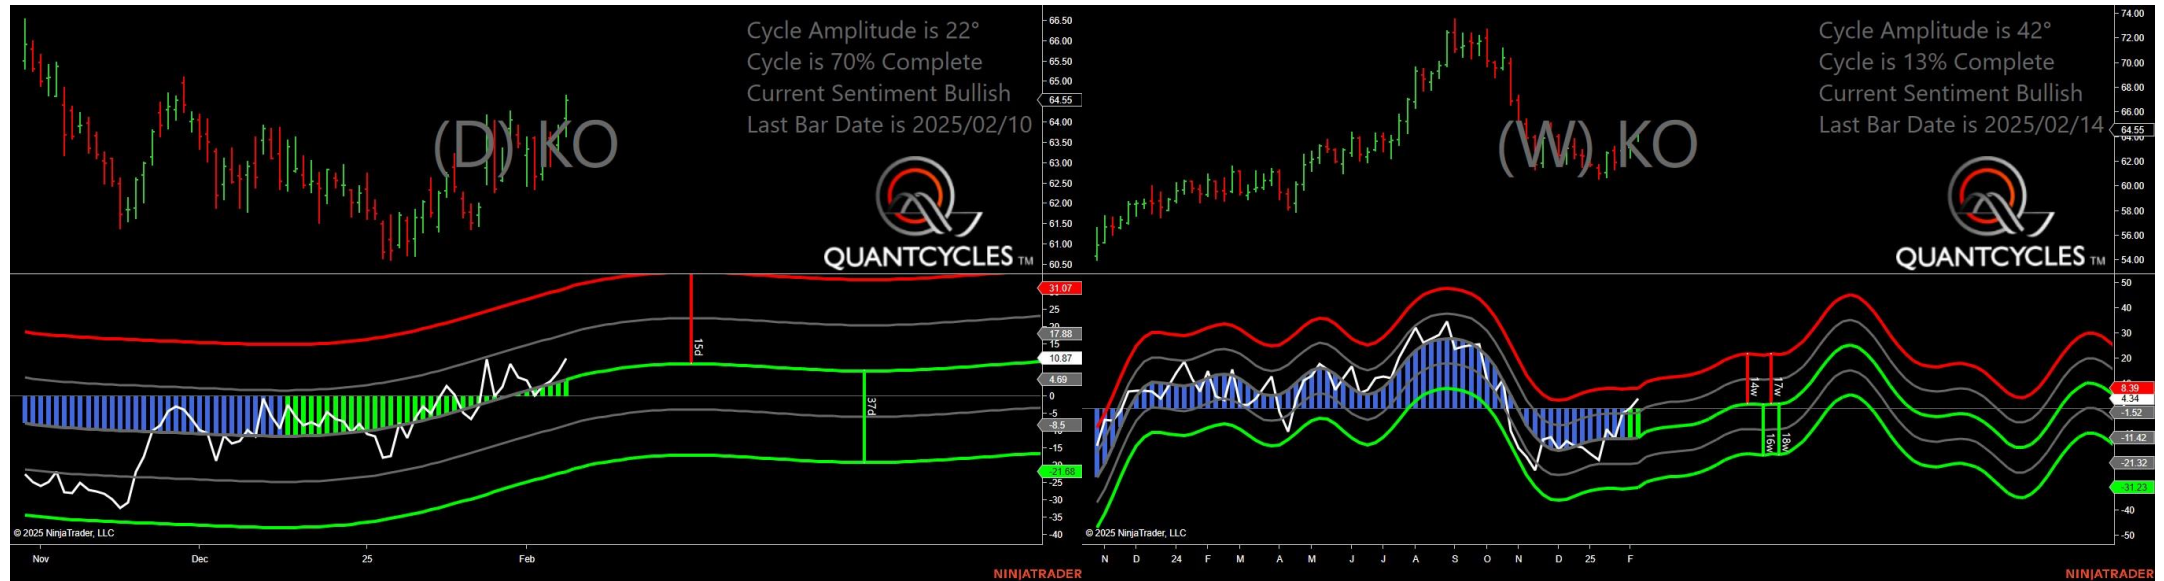 Cycle Amplitude is 22°
Cycle is 70% Complete
Current Sentiment Bullish
Last Bar Date is 2025/02/10
(D) KO
QUANTCYCLES TM
66.50
66.00
65.50
65.00
64.55
64.00
63.50
63.00
62.50
62.00
61.50
61.00
60.50
15d
37d
31.07
25
17.88
15
10.87
4.69
0
-5
-8.5
-15
-21.68
-25
-30
-35
-40
© 2025 NinjaTrader, LLC
Nov
Dec
25
Feb
NINJATRADER
Cycle Amplitude is 42°
Cycle is 13% Complete
Current Sentiment Bullish
Last Bar Date is 2025/02/14
(W) KO
QUANTCYCLES TM
74.00
72.00
70.00
68.00
66.00
64.55
62.00
60.00
58.00
56.00
54.00
14w
17w
16w
18w
50
40
30
20
8.39
4.34
-1.52
-11.42
-21.32
-31.23
-40
-50
© 2025 NinjaTrader, LLC
N
D
24
F
M
A
M
J
J
A
S
O
N
D
25
F
NINJATRADER